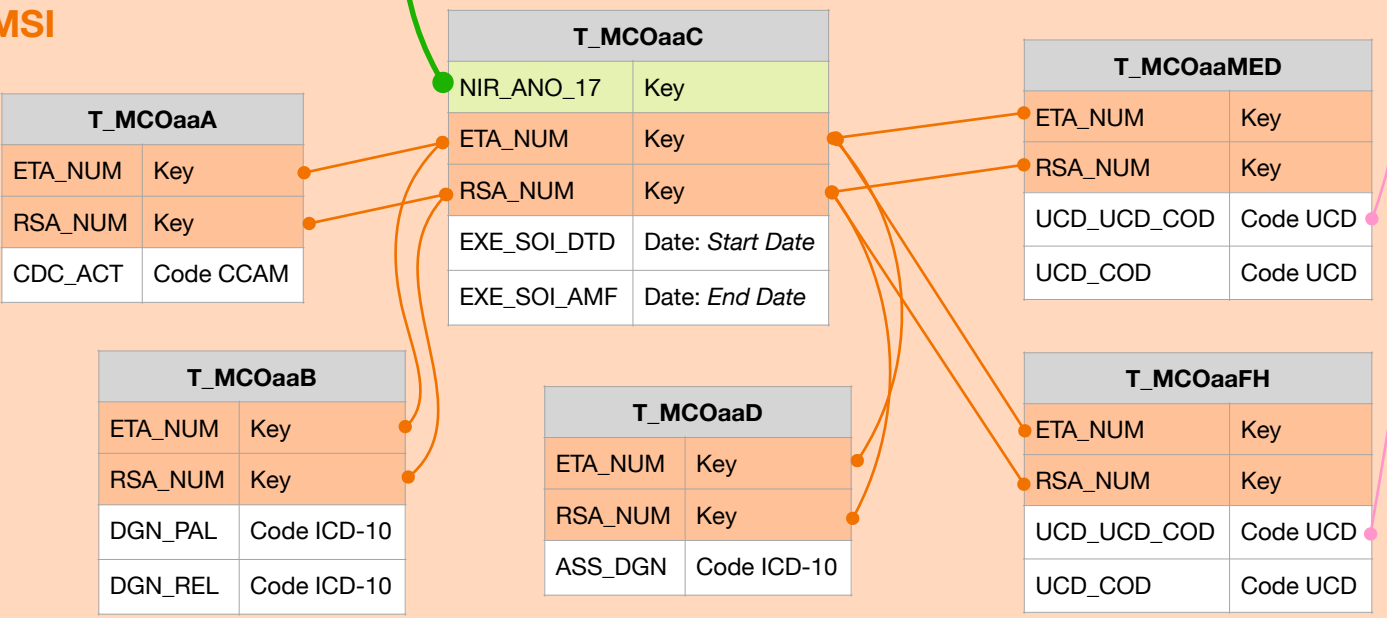 MSI
T_MCOaaC
NIR_ANO_17 Key
ETA_NUM Key
RSA_NUM Key
EXE_SOI_DTD Date: Start Date
EXE_SOI_AMF Date: End Date
T_MCOaaA
ETA_NUM Key
RSA_NUM Key
CDC_ACT Code CCAM
T_MCOaaMED
ETA_NUM Key
RSA_NUM Key
UCD_UCD_COD Code UCD
UCD_COD Code UCD
T_MCOaaB
ETA_NUM Key
RSA_NUM Key
DGN_PAL Code ICD-10
DGN_REL Code ICD-10
T_MCOaaD
ETA_NUM Key
RSA_NUM Key
ASS_DGN Code ICD-10
T_MCOaaFH
ETA_NUM Key
RSA_NUM Key
UCD_UCD_COD Code UCD
UCD_COD Code UCD